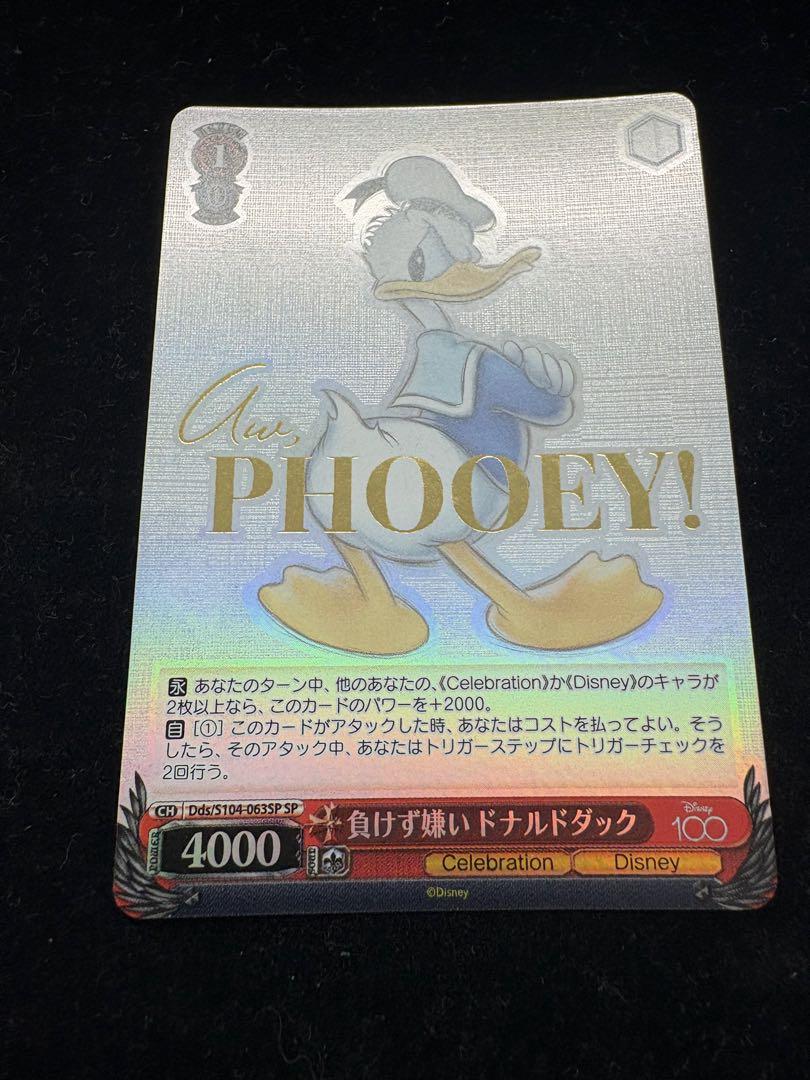 LEVEL
1
0
Aw,
PHOOEY!
永 あなたのターン中、他のあなたの、《Celebration》か《Disney》のキャラが
2枚以上なら、このカードのパワーを+2000。
自 [①] このカードがアタックした時、あなたはコストを払ってよい。そう
したら、そのアタック中、あなたはトリガーステップにトリガーチェックを
2回行う。
CH Dds/S104-063SP SP
負けず嫌い ドナルドダック
Disney
100
POWER 4000 SOUL
Celebration Disney
©Disney